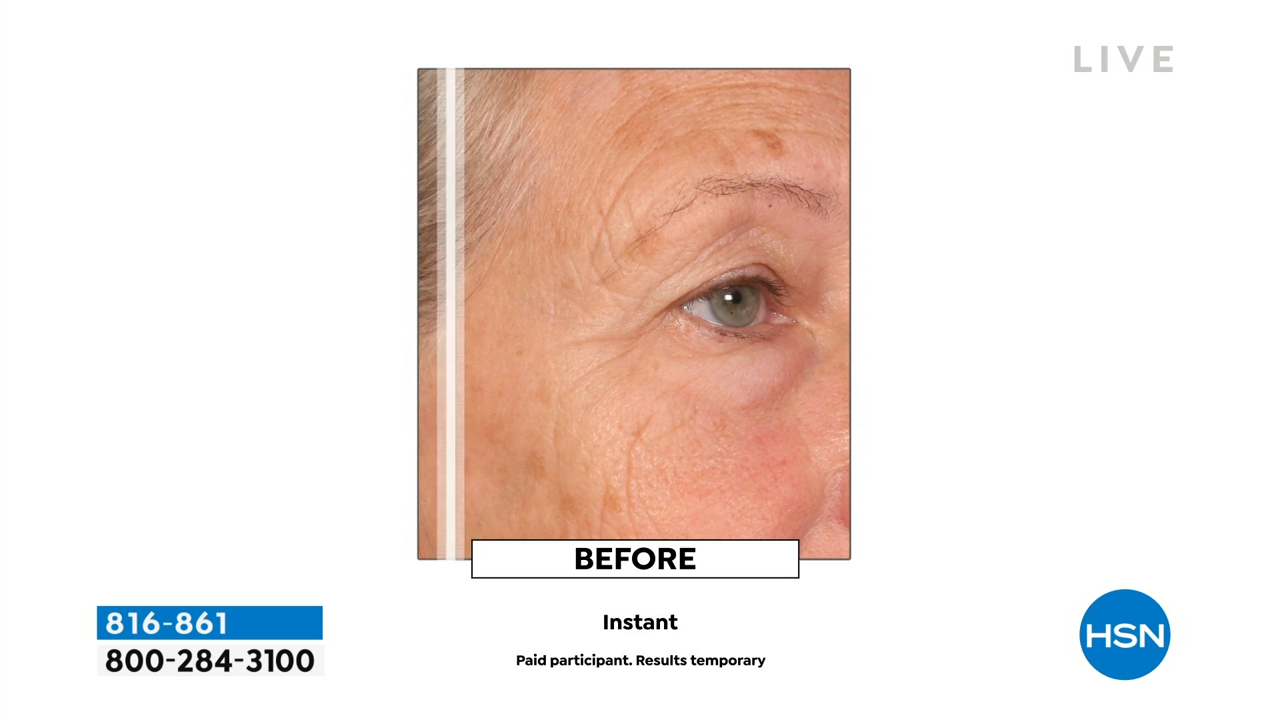 LIVE
BEFORE
Instant
Paid participant. Results temporary
816-861
800-284-3100
HSN